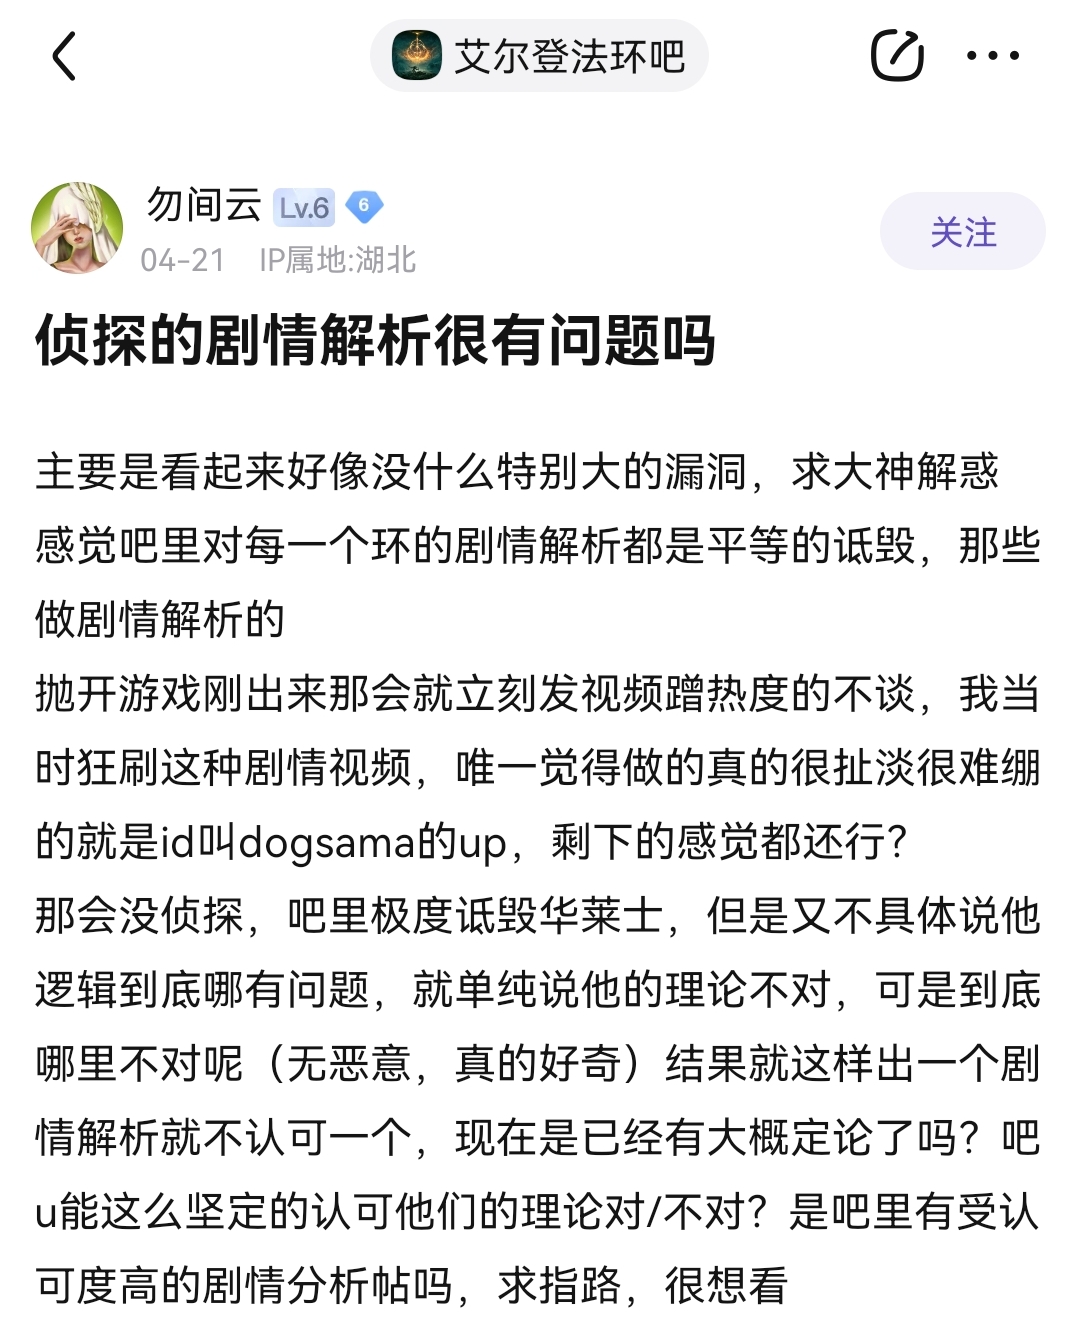 艾尔登法环吧
勿间云 Lv.6 6
04-21 IP属地:湖北
关注
侦探的剧情解析很有问题吗
主要是看起来好像没什么特别大的漏洞，求大神解惑
感觉吧里对每一个环的剧情解析都是平等的诋毁，那些
做剧情解析的
抛开游戏刚出来那会就立刻发视频蹭热度的不谈，我当
时狂刷这种剧情视频，唯一觉得做的真的很扯淡很难绷
的就是id叫dogsama的up，剩下的感觉都还行？
那会没侦探，吧里极度诋毁华莱士，但是又不具体说他
逻辑到底哪有问题，就单纯说他的理论不对，可是到底
哪里不对呢（无恶意，真的好奇）结果就这样出一个剧
情解析就不认可一个，现在是已经有大概定论了吗？吧
u能这么坚定的认可他们的理论对/不对？是吧里有受认
可度高的剧情分析帖吗，求指路，很想看